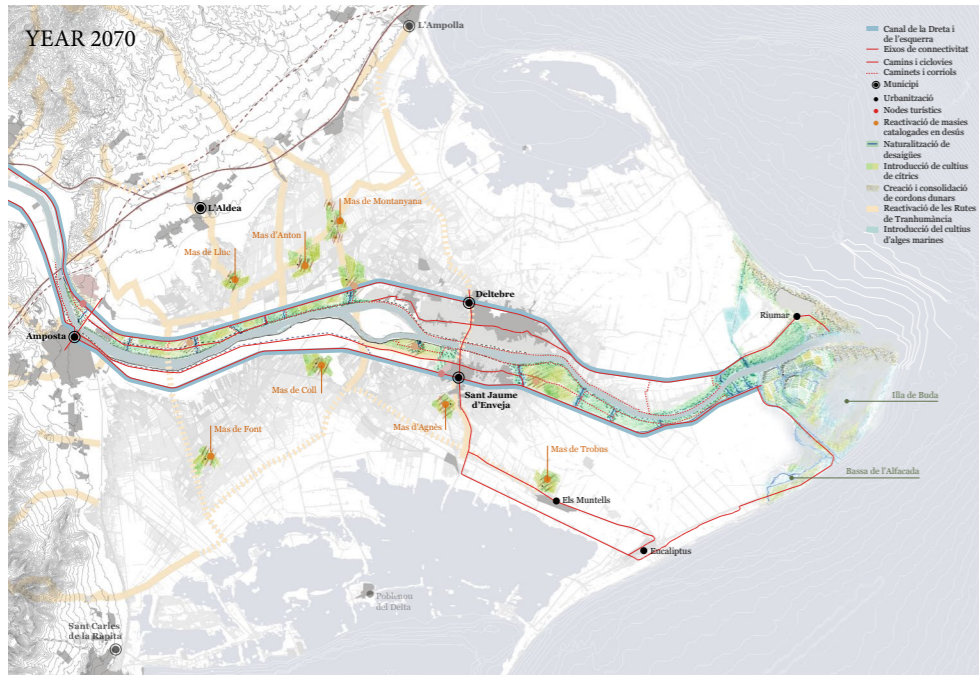 YEAR 2070
L'Ampolla
Canal de la Dreta i
de l'esquerra
Eixos de connectivitat
Camins i ciclovies
Caminets i corriols
Municipi
Urbanització
Nodes turístics
Reactivació de masies
catalogades en desús
Naturalització de
desaigües
Introducció de cultius
de cítrics
Creació i consolidació
de cordons dunars
Reactivació de les Rutes
de Tranhumància
Introducció del cultius
d'alges marines
Mas de Montanyana
L'Aldea
Mas d'Anton
Mas de Lluc
Deltebre
Riumar
Amposta
Mas de Coll
Sant Jaume
d'Enveja
Illa de Buda
Mas d'Agnès
Mas de Font
Mas de Trobus
Bassa de l'Alfacada
Els Muntells
Eucaliptus
Poblenou
del Delta
Sant Carles
de la Ràpita